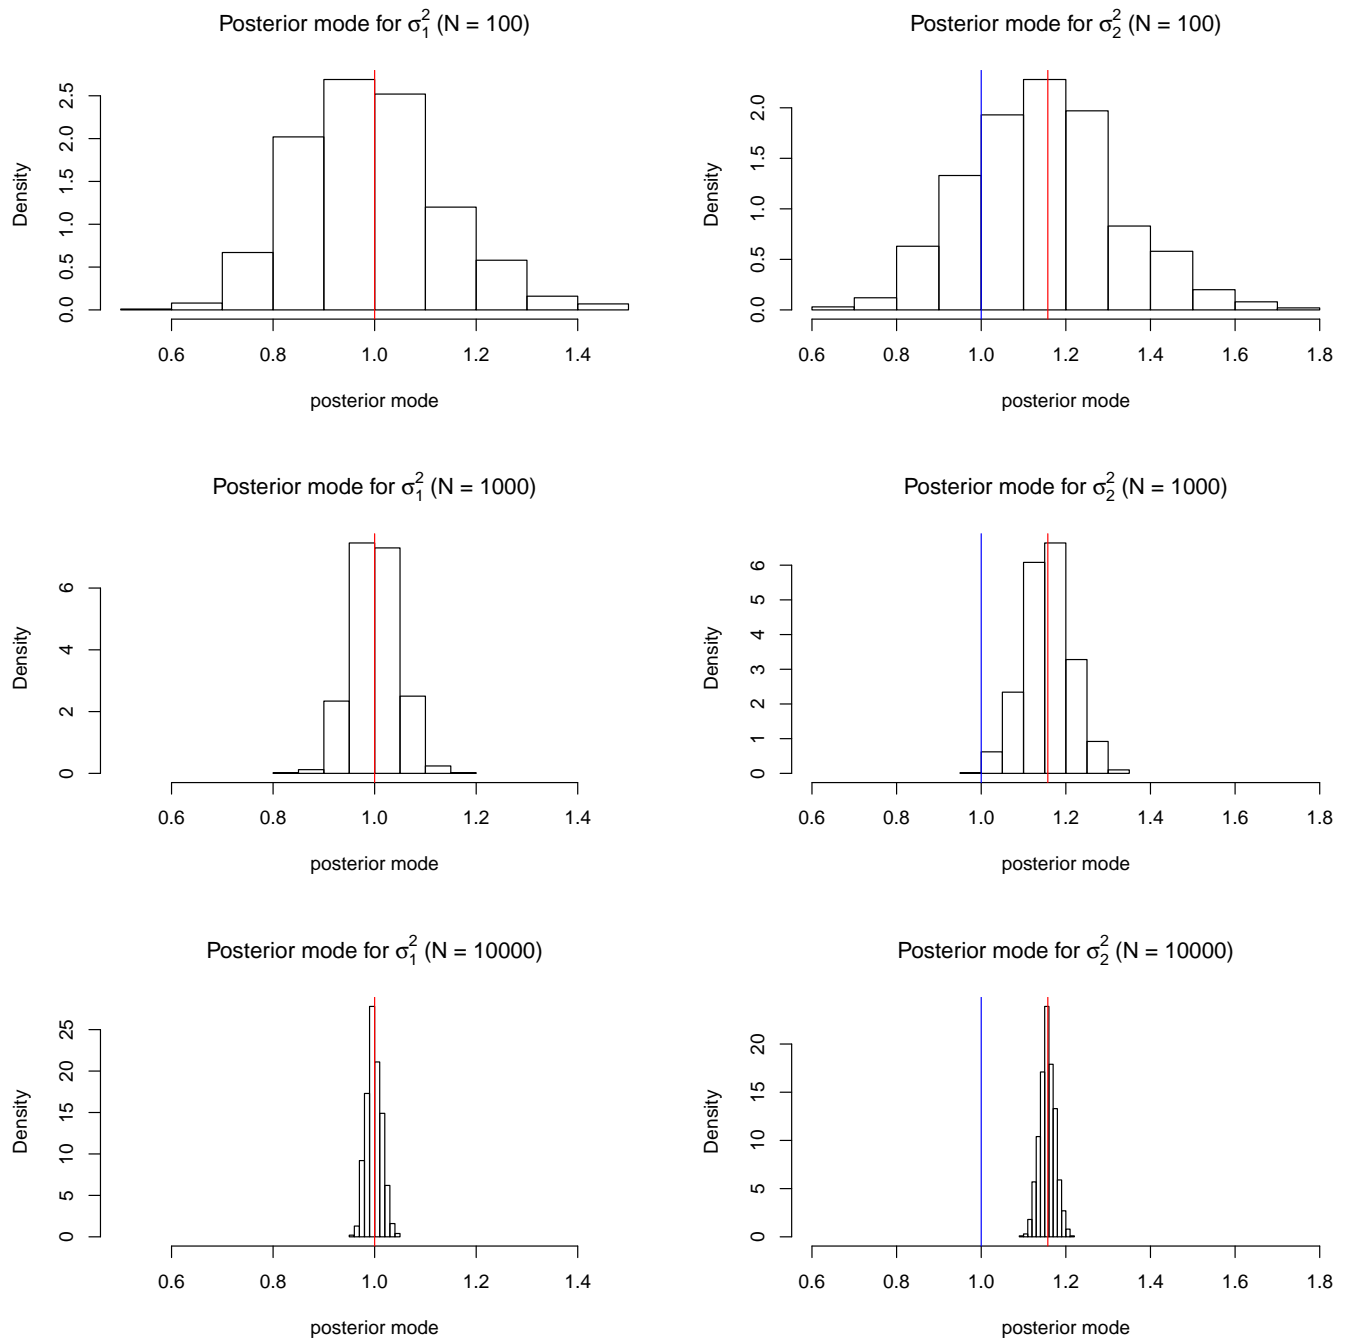 Posterior mode for σ₁² (N = 100)
Density
0.0 0.5 1.0 1.5 2.0 2.5
0.6 0.8 1.0 1.2 1.4
posterior mode
Posterior mode for σ₂² (N = 100)
Density
0.0 0.5 1.0 1.5 2.0
0.6 0.8 1.0 1.2 1.4 1.6 1.8
posterior mode
Posterior mode for σ₁² (N = 1000)
Density
0 2 4 6
0.6 0.8 1.0 1.2 1.4
posterior mode
Posterior mode for σ₂² (N = 1000)
Density
0 1 2 3 4 5 6
0.6 0.8 1.0 1.2 1.4 1.6 1.8
posterior mode
Posterior mode for σ₁² (N = 10000)
Density
0 5 10 15 20 25
0.6 0.8 1.0 1.2 1.4
posterior mode
Posterior mode for σ₂² (N = 10000)
Density
0 5 10 15 20
0.6 0.8 1.0 1.2 1.4 1.6 1.8
posterior mode